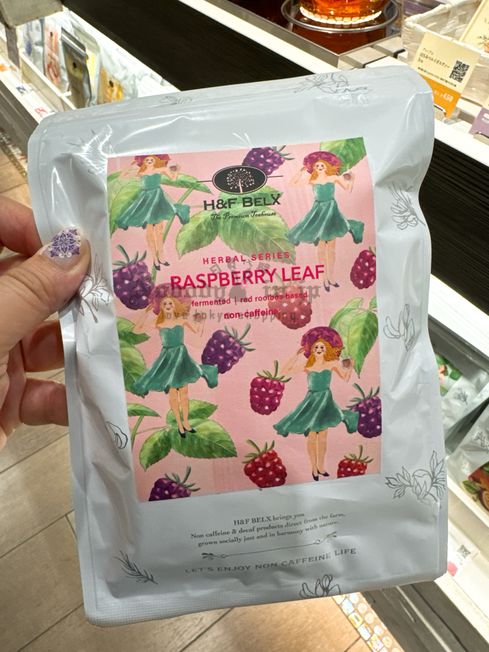 H&F BELX
The Premium Teahouse
HERBAL SERIES
RASPBERRY LEAF
fermented | red rooibos based
non-caffeine
H&F BELX brings you
Non caffeine & decaf products direct from the farm,
grown socially just and in harmony with nature.
LET'S ENJOY NON CAFFEINE LIFE